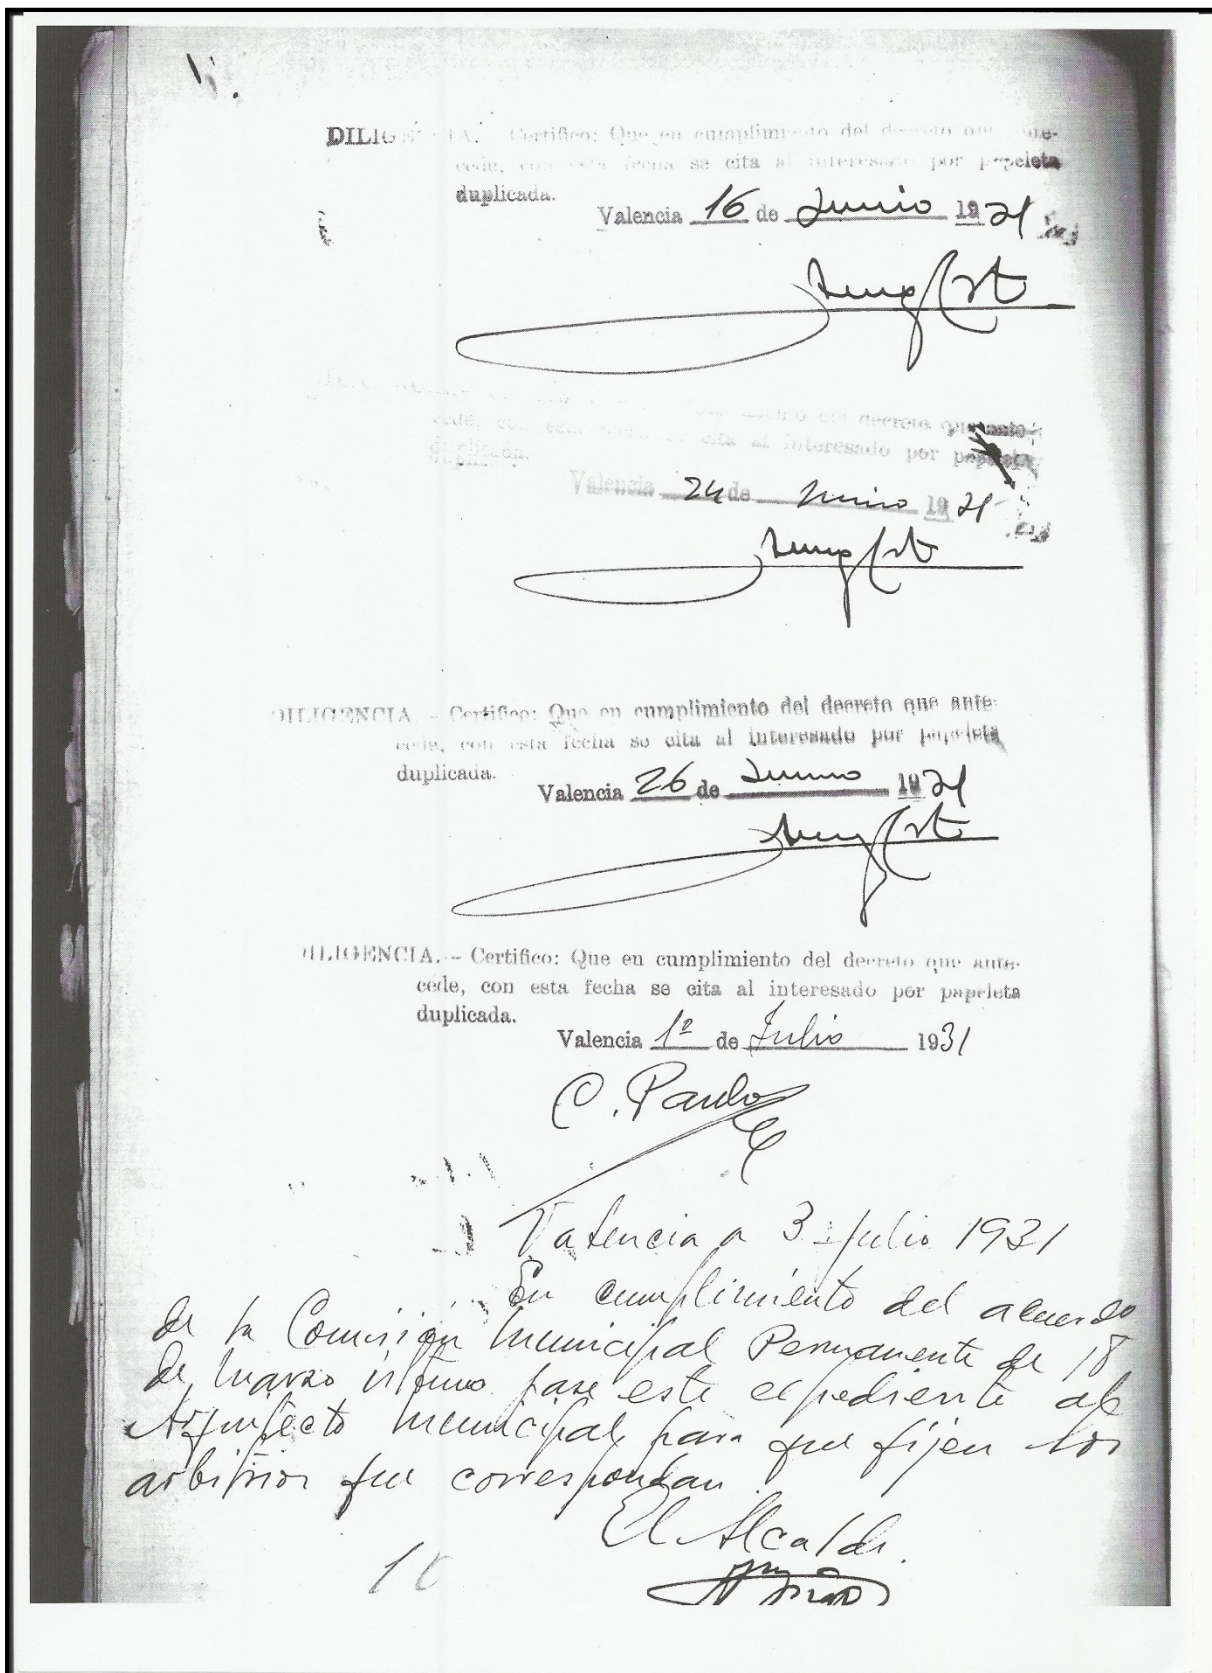 DILIGENCIA. - Certifico: Que en cumplimiento del decreto que ante-
cede, con esta fecha se cita al interesado por papeleta
duplicada.
Valencia 16 de Junio 1931
decreto que ante-
cede, con esta se cita al interesado por papeleta
duplicada.
Valencia 24 de Junio 1931
DILIGENCIA - Certifico: Que en cumplimiento del decreto que ante-
cede, con esta fecha se cita al interesado por papeleta
duplicada.
Valencia 26 de Junio 1931
DILIGENCIA. - Certifico: Que en cumplimiento del decreto que ante-
cede, con esta fecha se cita al interesado por papeleta
duplicada.
Valencia 1º de Julio 1931
C. Pardo
Valencia a 3 Julio 1931
En cumplimiento del acuerdo
de la Comisión Municipal Permanente de 18
de Marzo último pase este expediente al
Arquitecto Municipal, para que fijen los
arbitrios que correspondan.
El Alcalde.